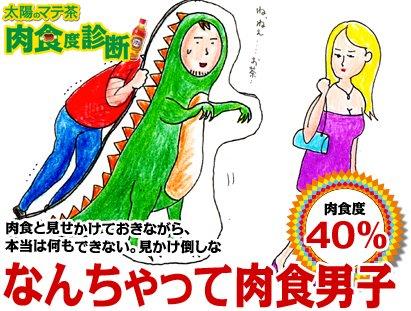 太陽のマテ茶
肉食度診断
ね、ねぇ……お茶…
肉食と見せかけておきながら、
本当は何もできない。見かけ倒しな
なんちゃって肉食男子
肉食度
40%